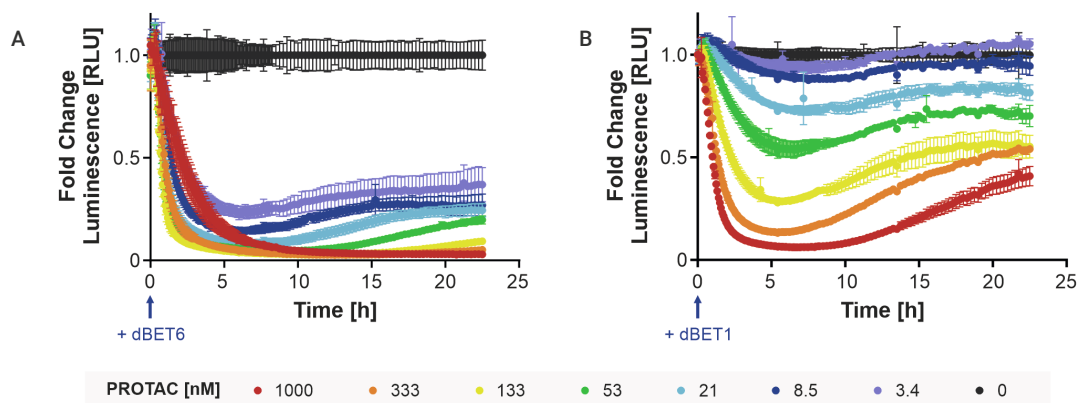 A
Fold Change
Luminescence [RLU]
1.0
0.5
0
0 5 10 15 20 25
Time [h]
+ dBET6
B
Fold Change
Luminescence [RLU]
1.0
0.5
0
0 5 10 15 20 25
Time [h]
+ dBET1
PROTAC [nM] 1000 333 133 53 21 8.5 3.4 0